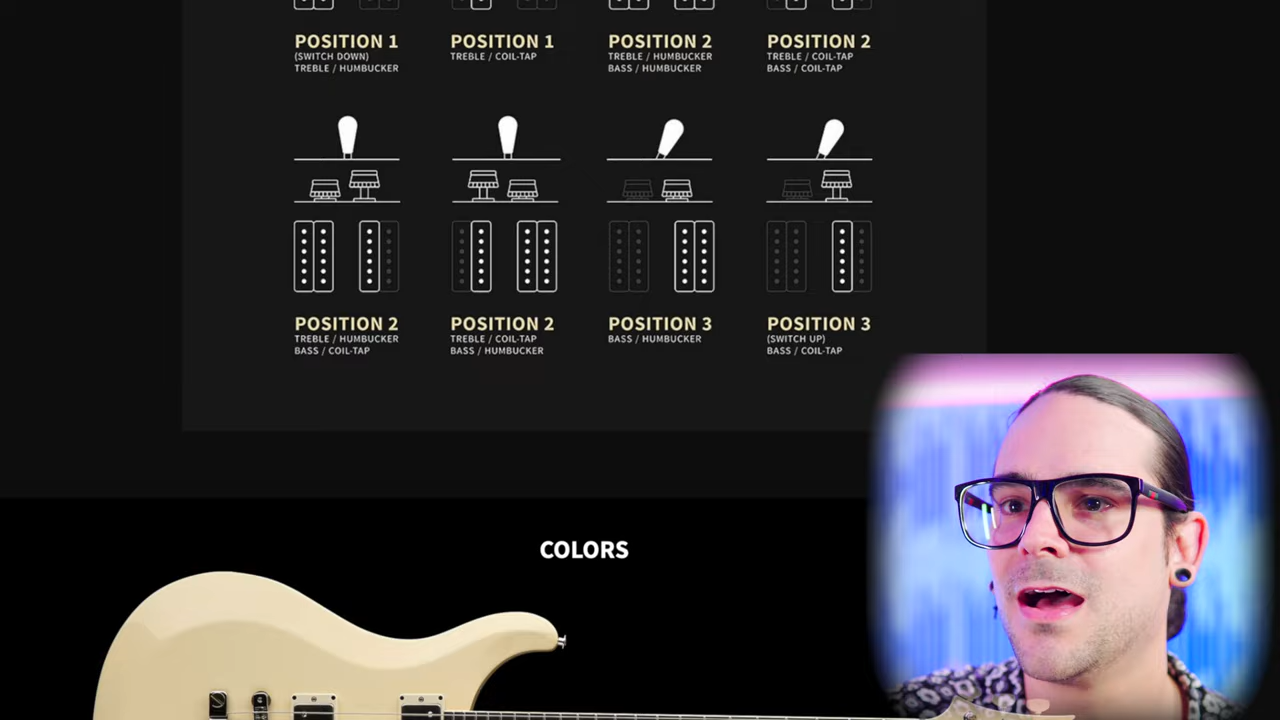 POSITION 1
(SWITCH DOWN)
TREBLE / HUMBUCKER
POSITION 1
TREBLE / COIL-TAP
POSITION 2
TREBLE / HUMBUCKER
BASS / HUMBUCKER
POSITION 2
TREBLE / COIL-TAP
BASS / COIL-TAP
POSITION 2
TREBLE / HUMBUCKER
BASS / COIL-TAP
POSITION 2
TREBLE / COIL-TAP
BASS / HUMBUCKER
POSITION 3
BASS / HUMBUCKER
POSITION 3
(SWITCH UP)
BASS / COIL-TAP
COLORS